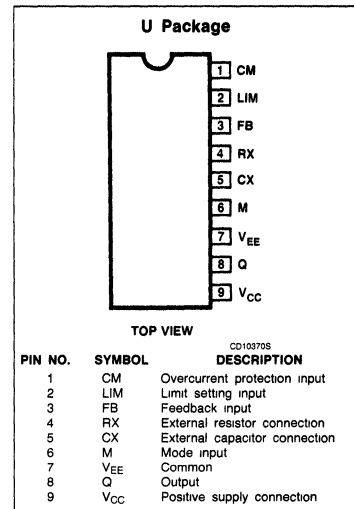 U Package
1 CM
2 LIM
3 FB
4 RX
5 CX
6 M
7 VEE
8 Q
9 VCC
TOP VIEW
CD10370S
PIN NO. SYMBOL DESCRIPTION
1 CM Overcurrent protection input
2 LIM Limit setting input
3 FB Feedback input
4 RX External resistor connection
5 CX External capacitor connection
6 M Mode input
7 VEE Common
8 Q Output
9 VCC Positive supply connection